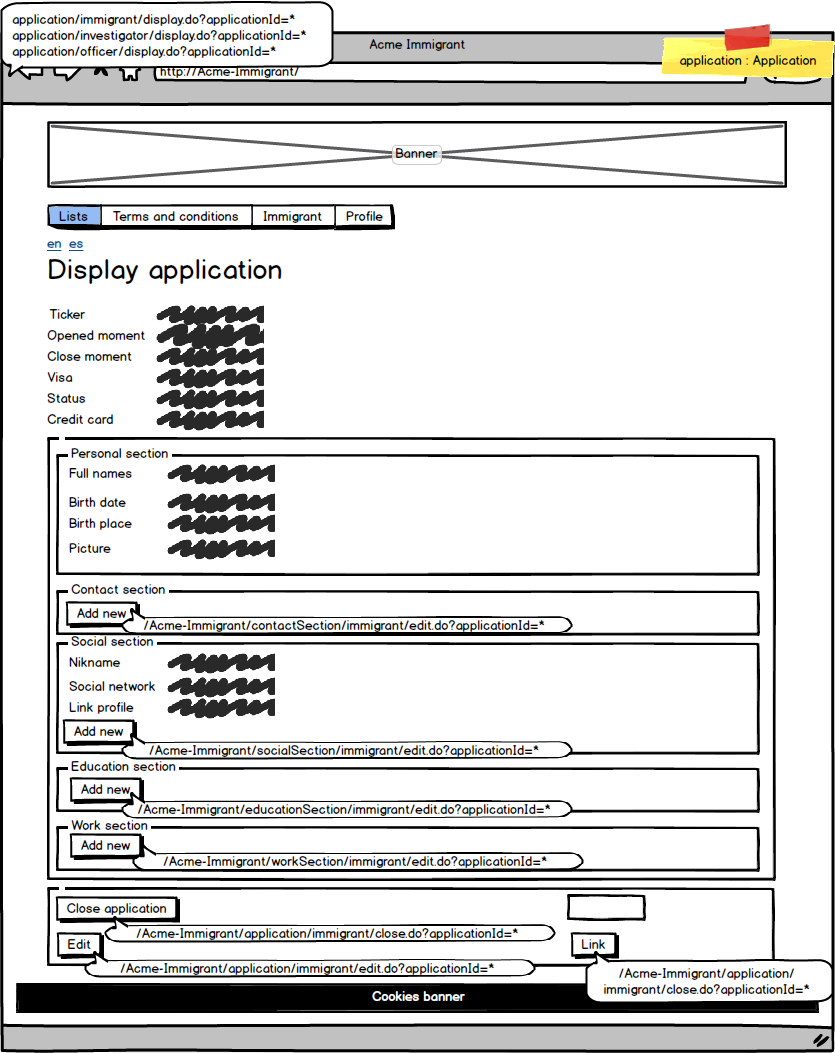 application/immigrant/display.do?applicationId=*
application/investigator/display.do?applicationId=*
application/officer/display.do?applicationId=*
Acme Immigrant
application : Application
http://Acme-Immigrant/
Banner
Lists Terms and conditions Immigrant Profile
en es
Display application
Ticker
Opened moment
Close moment
Visa
Status
Credit card
Personal section
Full names
Birth date
Birth place
Picture
Contact section
Add new
/Acme-Immigrant/contactSection/immigrant/edit.do?applicationId=*
Social section
Nikname
Social network
Link profile
Add new
/Acme-Immigrant/socialSection/immigrant/edit.do?applicationId=*
Education section
Add new
/Acme-Immigrant/educationSection/immigrant/edit.do?applicationId=*
Work section
Add new
/Acme-Immigrant/workSection/immigrant/edit.do?applicationId=*
Close application
/Acme-Immigrant/application/immigrant/close.do?applicationId=*
Edit
Link
/Acme-Immigrant/application/immigrant/edit.do?applicationId=*
/Acme-Immigrant/application/
immigrant/close.do?applicationId=*
Cookies banner